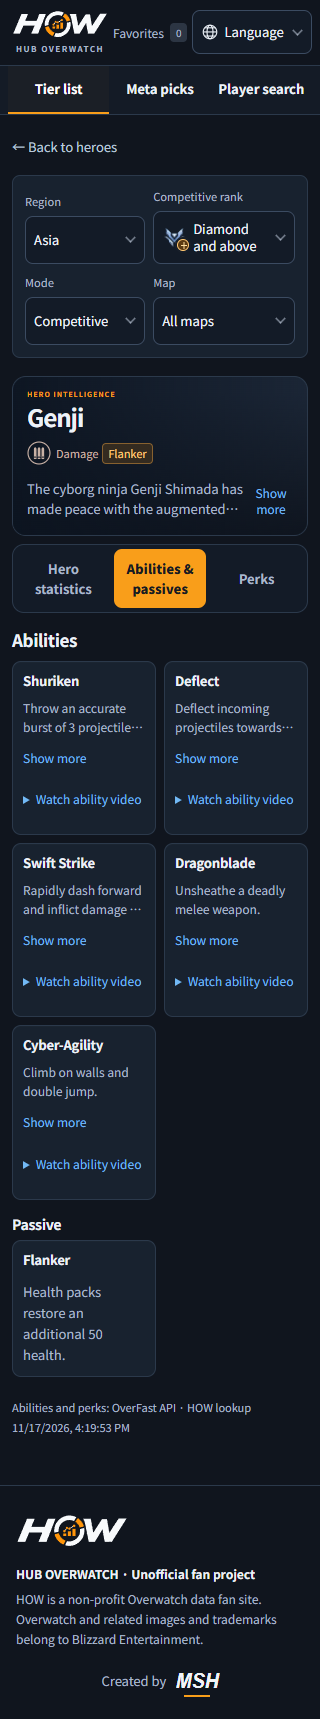 HOW
HUB OVERWATCH
Favorites 0
Language
Tier list
Meta picks
Player search
← Back to heroes
Region
Asia
Competitive rank
Diamond
and above
Mode
Competitive
Map
All maps
HERO INTELLIGENCE
Genji
Damage Flanker
The cyborg ninja Genji Shimada has
made peace with the augmented…
Show
more
Hero
statistics
Abilities &
passives
Perks
Abilities
Shuriken
Throw an accurate
burst of 3 projectile…
Show more
▶ Watch ability video
Deflect
Deflect incoming
projectiles towards…
Show more
▶ Watch ability video
Swift Strike
Rapidly dash forward
and inflict damage …
Show more
▶ Watch ability video
Dragonblade
Unsheathe a deadly
melee weapon.
Show more
▶ Watch ability video
Cyber-Agility
Climb on walls and
double jump.
Show more
▶ Watch ability video
Passive
Flanker
Health packs
restore an
additional 50
health.
Abilities and perks: OverFast API · HOW lookup
11/17/2026, 4:19:53 PM
HOW
HUB OVERWATCH · Unofficial fan project
HOW is a non-profit Overwatch data fan site.
Overwatch and related images and trademarks
belong to Blizzard Entertainment.
Created by MSH